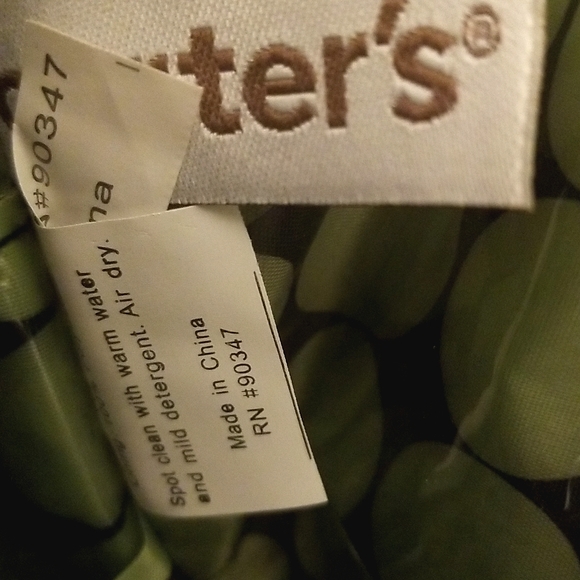 ter's®
#90347
na
Spot clean with warm water
and mild detergent. Air dry.
Made in China
RN #90347